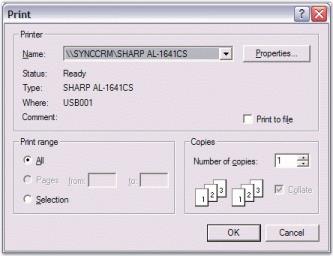 Print
Printer
Name: \\SYNCCRM\SHARP AL-1641CS Properties...
Status: Ready
Type: SHARP AL-1641CS
Where: USB001
Comment: Print to file
Print range
All
Pages from: to:
Selection
Copies
Number of copies: 1
1 1 2 2 3 3
Collate
OK Cancel